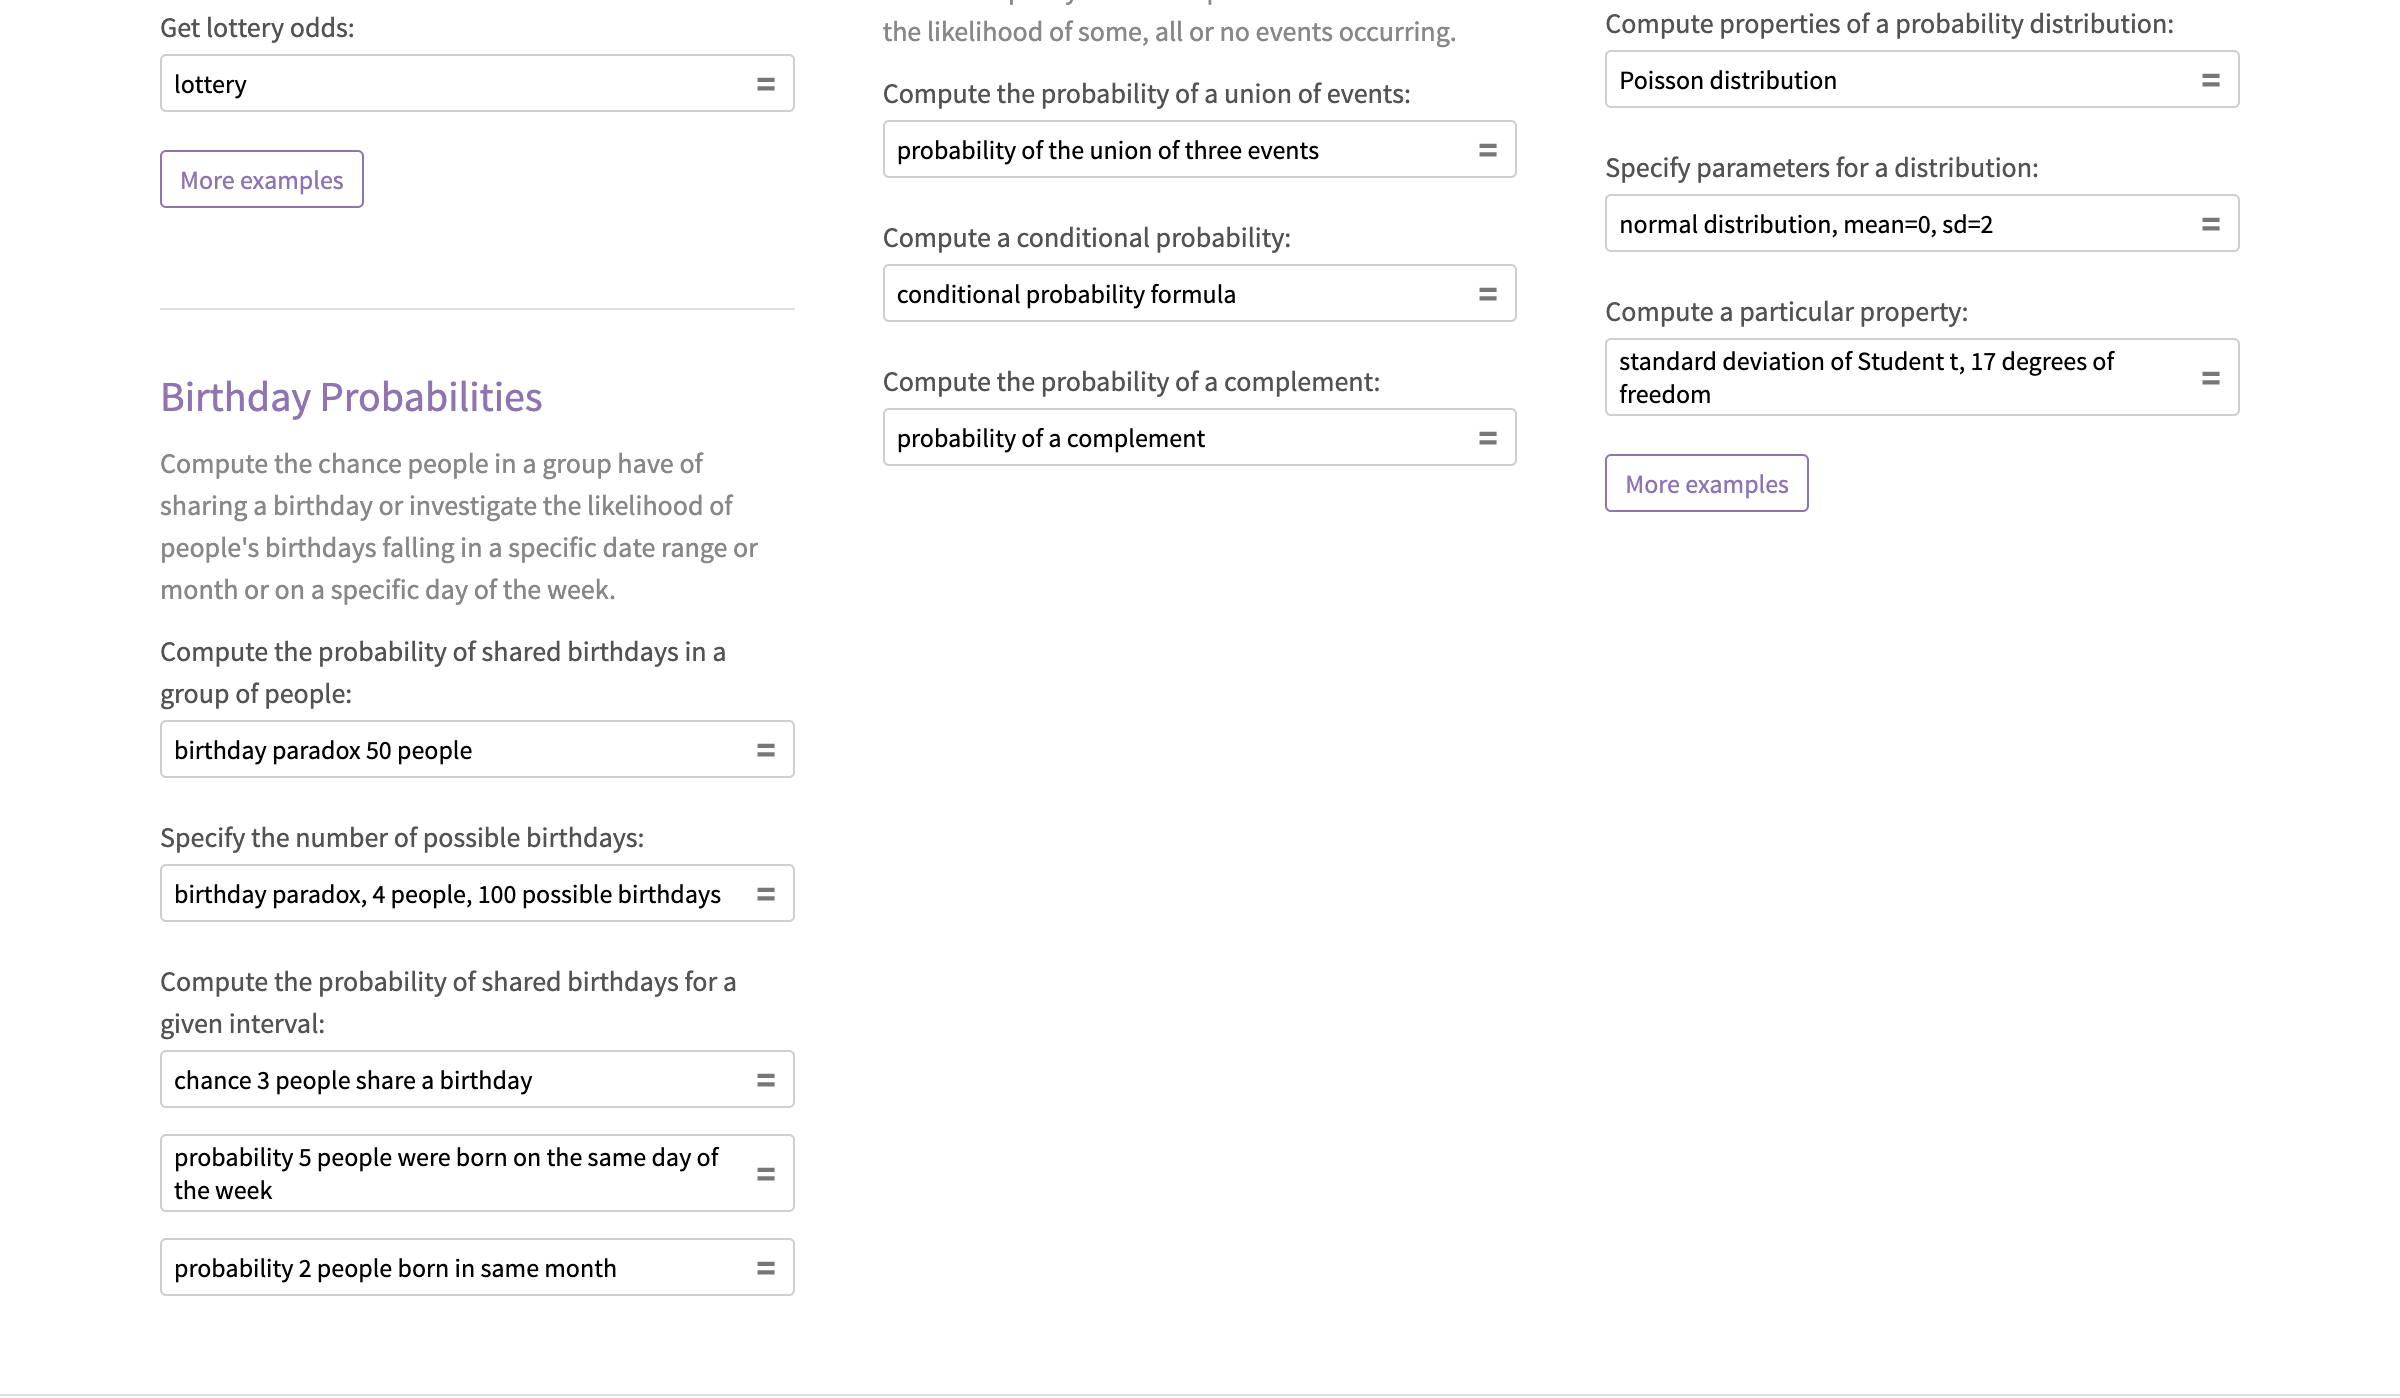 Get lottery odds:
lottery
More examples
Birthday Probabilities
Compute the chance people in a group have of
sharing a birthday or investigate the likelihood of
people's birthdays falling in a specific date range or
month or on a specific day of the week.
Compute the probability of shared birthdays in a
group of people:
birthday paradox 50 people
Specify the number of possible birthdays:
birthday paradox, 4 people, 100 possible birthdays
Compute the probability of shared birthdays for a
given interval:
chance 3 people share a birthday
probability 5 people were born on the same day of
the week
probability 2 people born in same month
the likelihood of some, all or no events occurring.
Compute the probability of a union of events:
probability of the union of three events
Compute a conditional probability:
conditional probability formula
Compute the probability of a complement:
probability of a complement
Compute properties of a probability distribution:
Poisson distribution
Specify parameters for a distribution:
normal distribution, mean=0, sd=2
Compute a particular property:
standard deviation of Student t, 17 degrees of
freedom
More examples